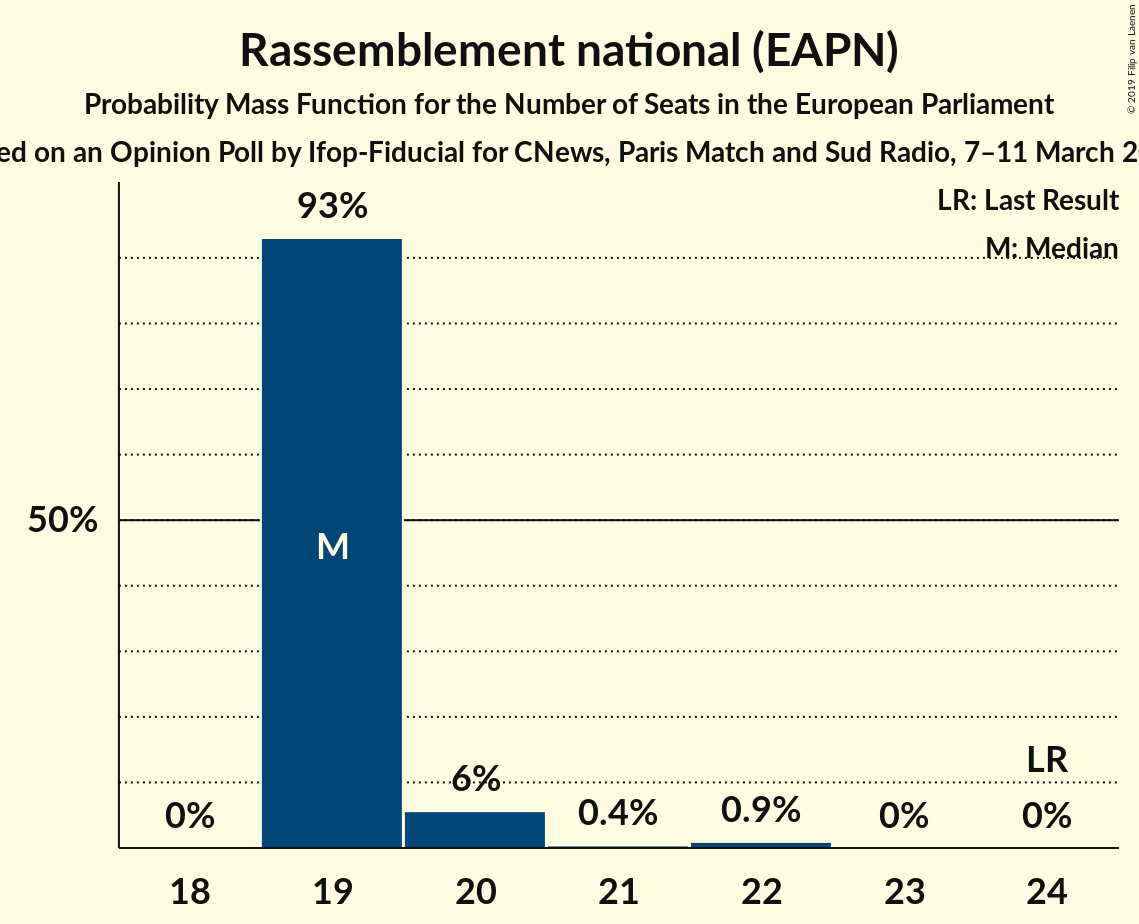 Rassemblement national (EAPN)
Probability Mass Function for the Number of Seats in the European Parliament
on an Opinion Poll by Ifop-Fiducial for CNews, Paris Match and Sud Radio, 7–11 March
© 2019 Filip van Laenen
LR: Last Result
M: Median
93%
50%
M
LR
6%
0%
0.4%
0.9%
0%
0%
18 19 20 21 22 23 24